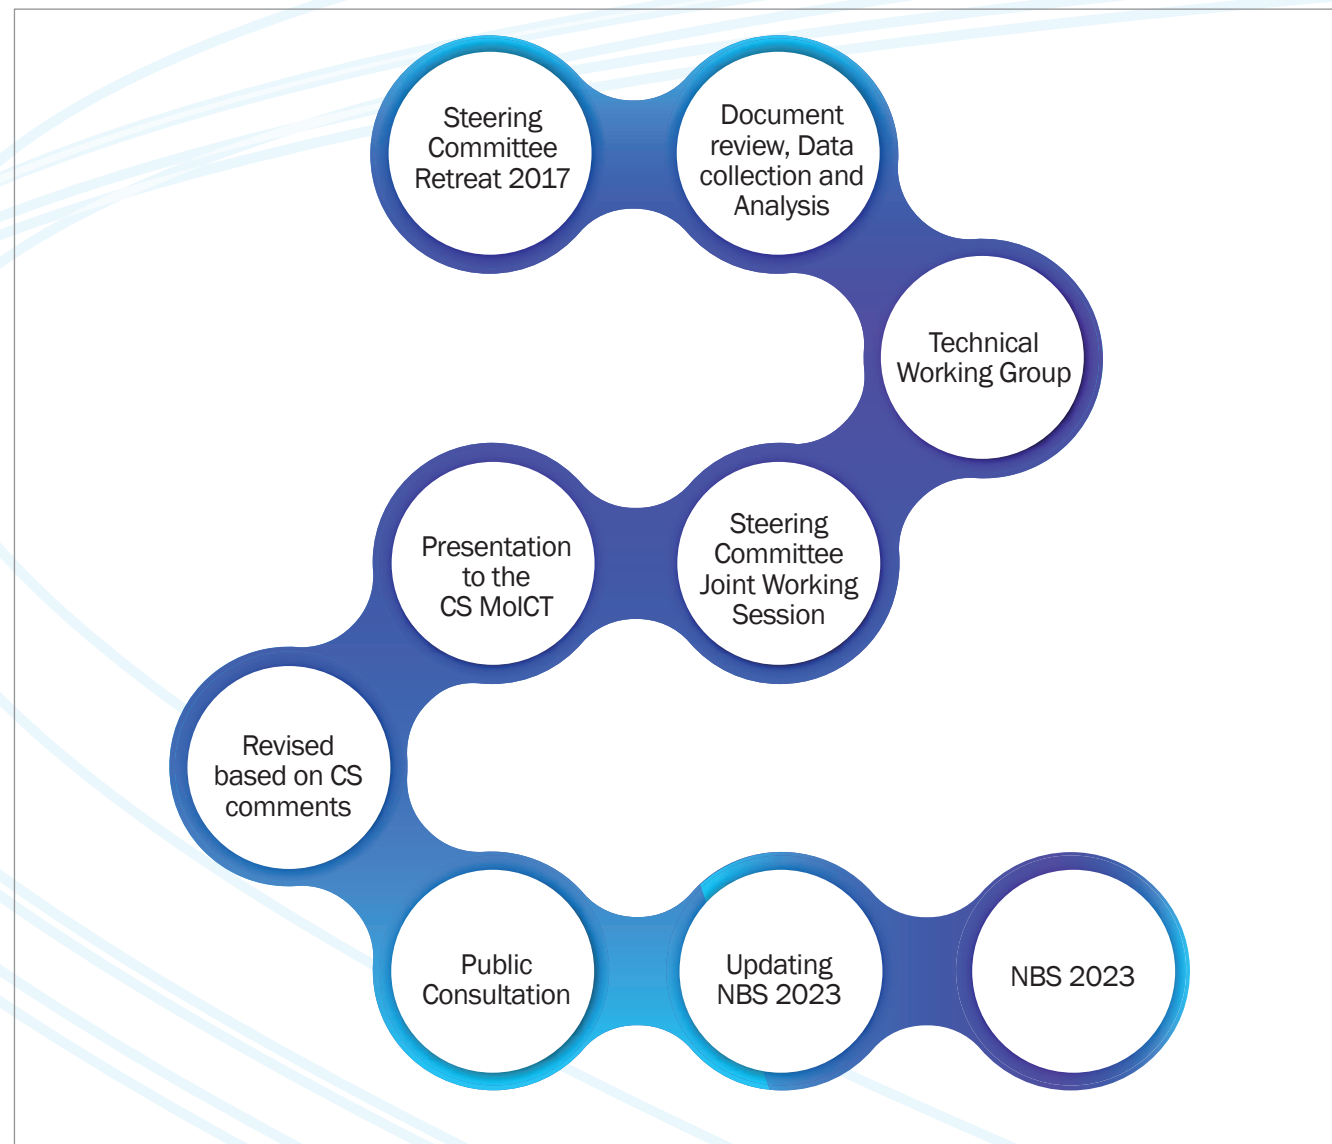 Steering
Committee
Retreat 2017
Document
review, Data
collection and
Analysis
Technical
Working Group
Steering
Committee
Joint Working
Session
Presentation
to the
CS MoICT
Revised
based on CS
comments
Public
Consultation
Updating
NBS 2023
NBS 2023